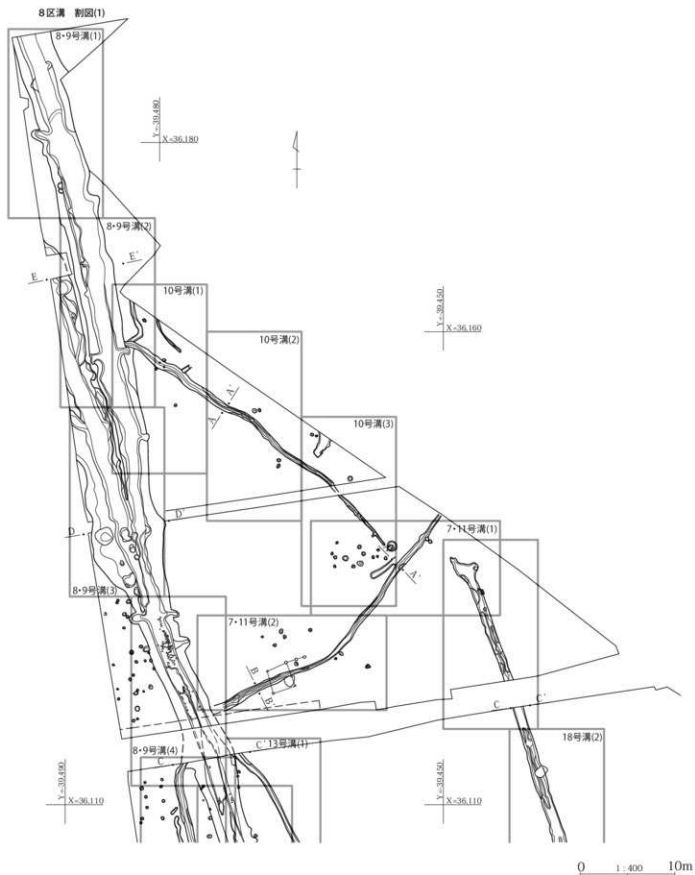 8区溝 割図(1)
8・9号溝(1)
Y=-39,480
X=36,180
8・9号溝(2)
E´
E
10号溝(1)
Y=-39,450
X=36,160
10号溝(2)
A´
A
10号溝(3)
D´
7・11号溝(1)
D
A´
8・9号溝(3)
7・11号溝(2)
B
B´
C
C´
C´
13号溝(1)
8・9号溝(4)
C
18号溝(2)
Y=-39,490
X=36,110
Y=-39,450
X=36,110
0 1:400 10m